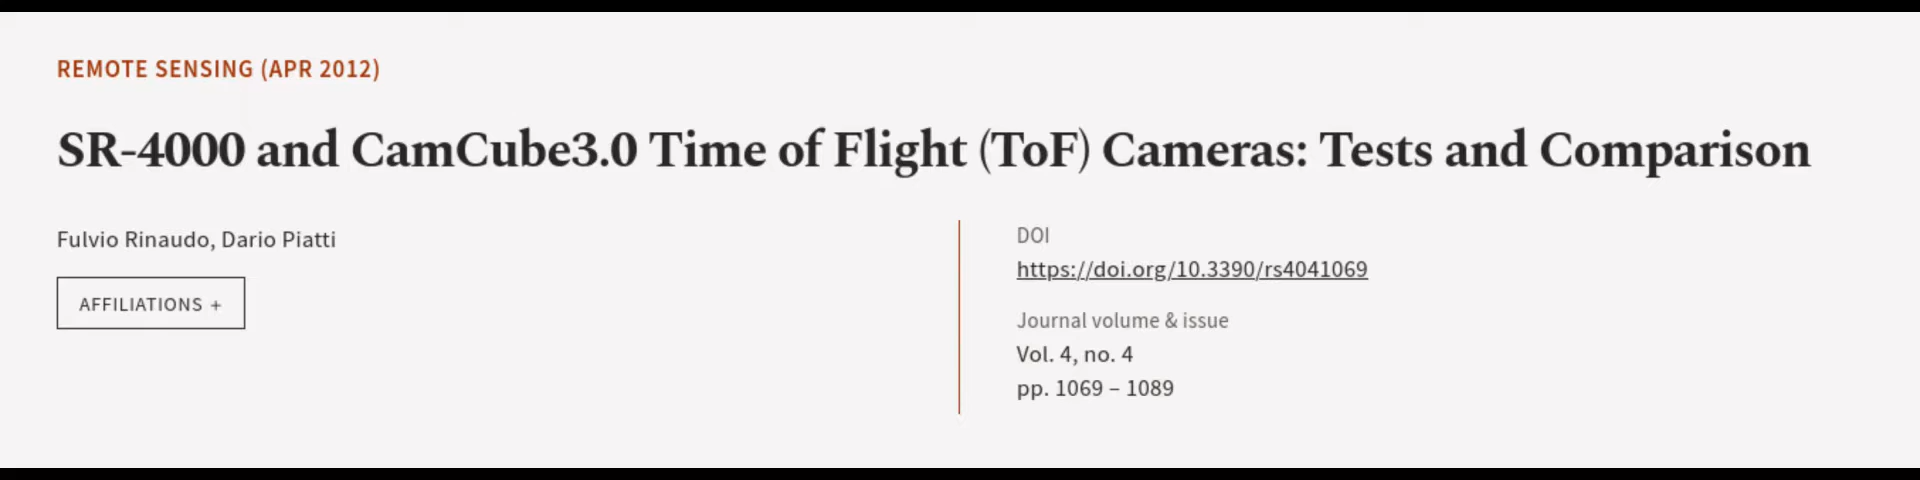 REMOTE SENSING (APR 2012)
SR-4000 and CamCube3.0 Time of Flight (ToF) Cameras: Tests and Comparison
Fulvio Rinaudo, Dario Piatti
AFFILIATIONS +
DOI
https://doi.org/10.3390/rs4041069
Journal volume & issue
Vol. 4, no. 4
pp. 1069 – 1089